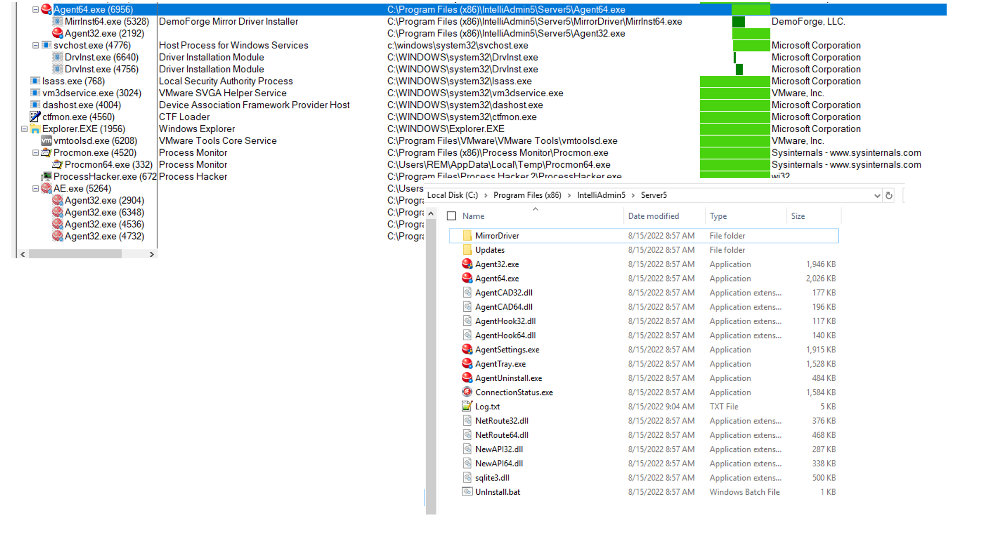 Agent64.exe (6956) C:\Program Files (x86)\IntelliAdmin5\Server5\Agent64.exe
MirrInst64.exe (5328) DemoForge Mirror Driver Installer C:\Program Files (x86)\IntelliAdmin5\Server5\MirrorDriver\MirrInst64.exe DemoForge, LLC.
Agent32.exe (2192) C:\Program Files (x86)\IntelliAdmin5\Server5\Agent32.exe
svchost.exe (4776) Host Process for Windows Services c:\windows\system32\svchost.exe Microsoft Corporation
DrvInst.exe (6640) Driver Installation Module C:\WINDOWS\system32\DrvInst.exe Microsoft Corporation
DrvInst.exe (4756) Driver Installation Module C:\WINDOWS\system32\DrvInst.exe Microsoft Corporation
lsass.exe (768) Local Security Authority Process C:\WINDOWS\system32\lsass.exe Microsoft Corporation
vm3dservice.exe (3024) VMware SVGA Helper Service C:\WINDOWS\system32\vm3dservice.exe VMware, Inc.
dashost.exe (4004) Device Association Framework Provider Host C:\WINDOWS\system32\dashost.exe Microsoft Corporation
ctfmon.exe (4560) CTF Loader C:\WINDOWS\system32\ctfmon.exe Microsoft Corporation
Explorer.EXE (1956) Windows Explorer C:\WINDOWS\Explorer.EXE Microsoft Corporation
vm vmtoolsd.exe (6208) VMware Tools Core Service C:\Program Files\VMware\VMware Tools\vmtoolsd.exe VMware, Inc.
Procmon.exe (4520) Process Monitor C:\Program Files (x86)\Process Monitor\Procmon.exe Sysinternals - www.sysinternals.com
Procmon64.exe (332) Process Monitor C:\Users\REM\AppData\Local\Temp\Procmon64.exe Sysinternals - www.sysinternals.com
ProcessHacker.exe (672 Process Hacker C:\Program Files\Process Hacker 2\ProcessHacker.exe wj32
AE.exe (5264) C:\Users
Agent32.exe (2904) C:\Progra
Agent32.exe (6348) C:\Progra
Agent32.exe (4536) C:\Progra
Agent32.exe (4732) C:\Progra
Local Disk (C:) > Program Files (x86) > IntelliAdmin5 > Server5
Name Date modified Type Size
MirrorDriver 8/15/2022 8:57 AM File folder
Updates 8/15/2022 8:57 AM File folder
Agent32.exe 8/15/2022 8:57 AM Application 1,946 KB
Agent64.exe 8/15/2022 8:57 AM Application 2,026 KB
AgentCAD32.dll 8/15/2022 8:57 AM Application extens... 177 KB
AgentCAD64.dll 8/15/2022 8:57 AM Application extens... 196 KB
AgentHook32.dll 8/15/2022 8:57 AM Application extens... 117 KB
AgentHook64.dll 8/15/2022 8:57 AM Application extens... 140 KB
AgentSettings.exe 8/15/2022 8:57 AM Application 1,915 KB
AgentTray.exe 8/15/2022 8:57 AM Application 1,528 KB
AgentUninstall.exe 8/15/2022 8:57 AM Application 484 KB
ConnectionStatus.exe 8/15/2022 8:57 AM Application 1,584 KB
Log.txt 8/15/2022 9:04 AM TXT File 5 KB
NetRoute32.dll 8/15/2022 8:57 AM Application extens... 376 KB
NetRoute64.dll 8/15/2022 8:57 AM Application extens... 468 KB
NewAPI32.dll 8/15/2022 8:57 AM Application extens... 287 KB
NewAPI64.dll 8/15/2022 8:57 AM Application extens... 338 KB
sqlite3.dll 8/15/2022 8:57 AM Application extens... 500 KB
UnInstall.bat 8/15/2022 8:57 AM Windows Batch File 1 KB